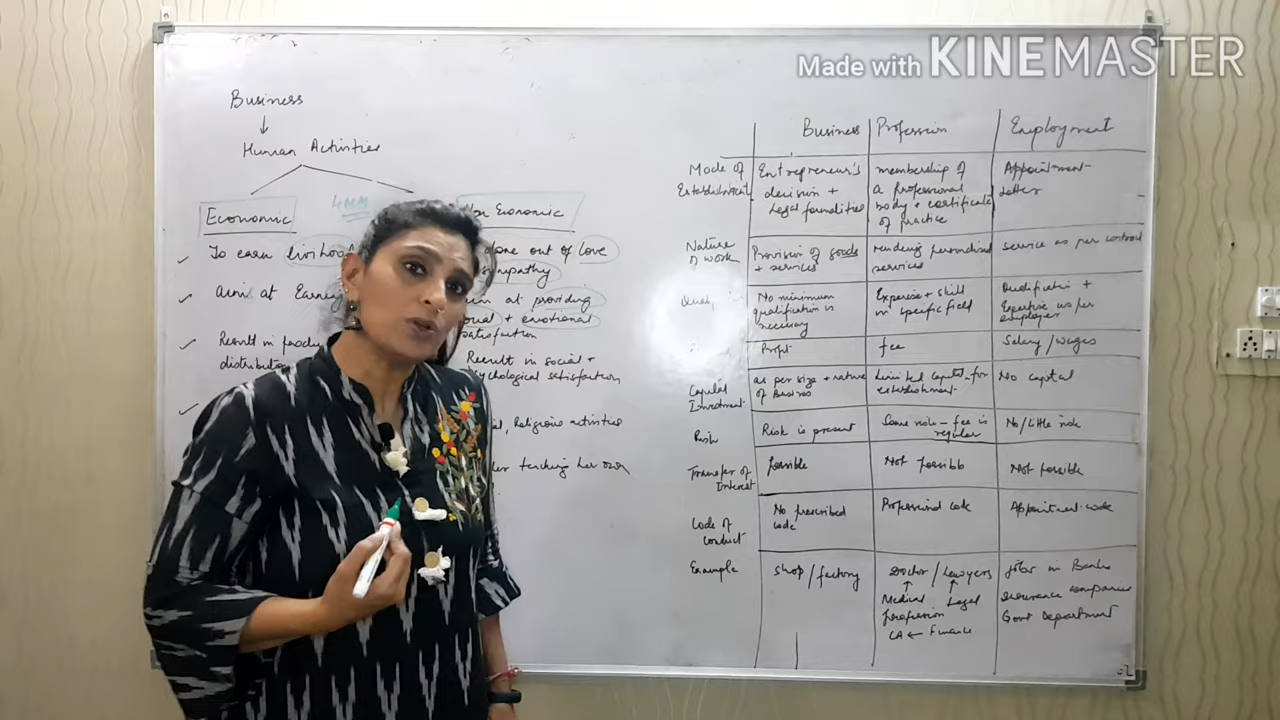 Made with KINEMASTER
Business
Human Activities
Economic
Non Economic
To earn
done out of love
sympathy
Aim at
at providing
+ emotional
satisfaction
Result in
Result in social +
psychological satisfaction
Religious activities
teaching her own
Business Profession Employment
Mode of
Establishment
Entrepreneur's
decision +
Legal formalities
membership of
a professional
body + certificate
of practice
Appointment
letter
Nature
of work
Provision of goods
+ services
rendering personalised
services
Service as per contract
No minimum
qualification is
necessary
Expertise + skill
in specific field
Qualification +
Expertise as per
employer
Profit
fee
Salary / wages
Capital
Investment
as per size + nature
of Business
Limited capital for
establishment
No capital
Risk
Risk is present
Some risk - fee is
regular
No/Little risk
Transfer of
Interest
Possible
Not possible
Not possible
Code of
conduct
No prescribed
code
Professional code
Appointment code
Example
Shop / factory
Doctor / Lawyers
Medical Legal
profession
CA ← Finance
Jobs in Banks
insurance companies
Govt Department